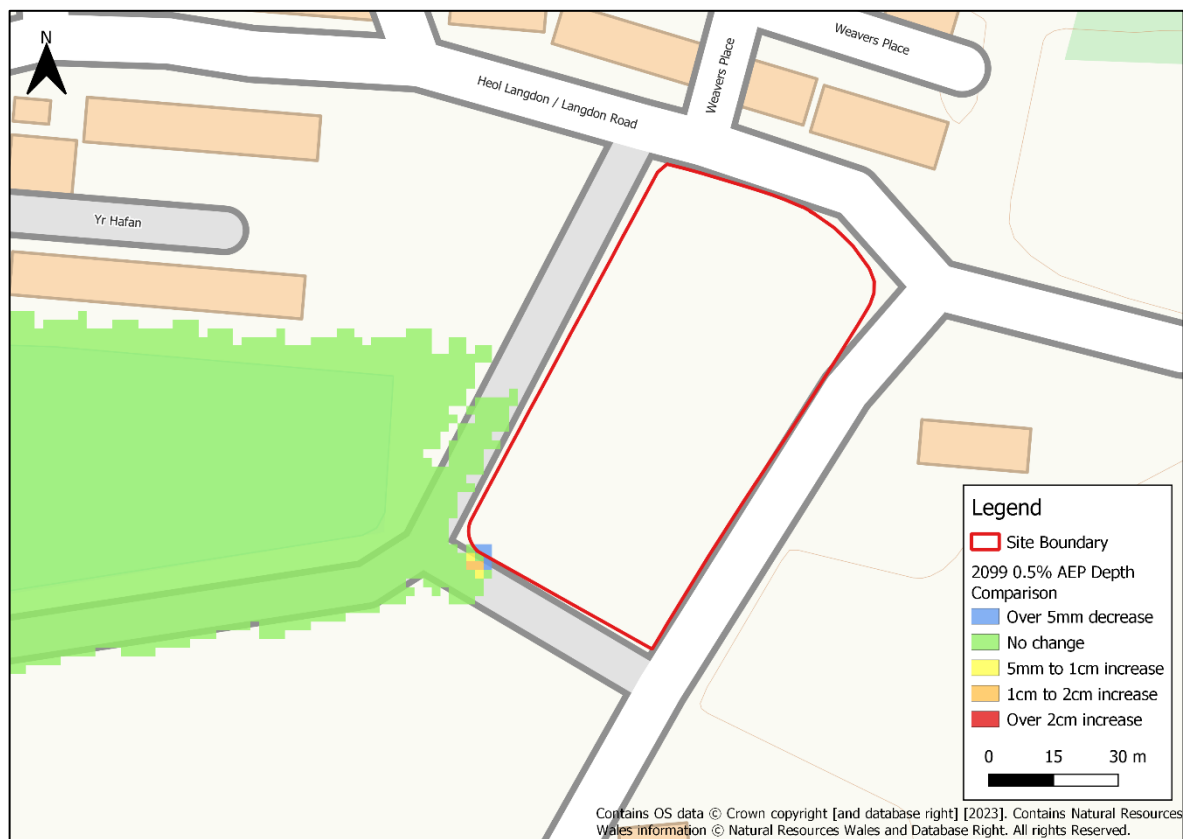 N
Weavers Place
Weavers Place
Heol Langdon / Langdon Road
Yr Hafan
Legend
Site Boundary
2099 0.5% AEP Depth
Comparison
Over 5mm decrease
No change
5mm to 1cm increase
1cm to 2cm increase
Over 2cm increase
0 15 30 m
Contains OS data © Crown copyright [and database right] [2023]. Contains Natural Resources
Wales information © Natural Resources Wales and Database Right. All rights Reserved.